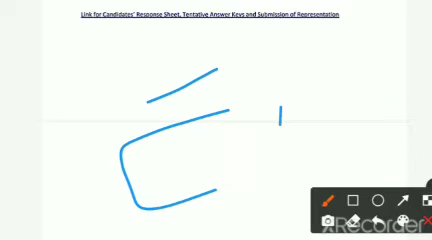 Link for Candidates' Response Sheet, Tentative Answer Keys and Submission of Representation
XRecorder